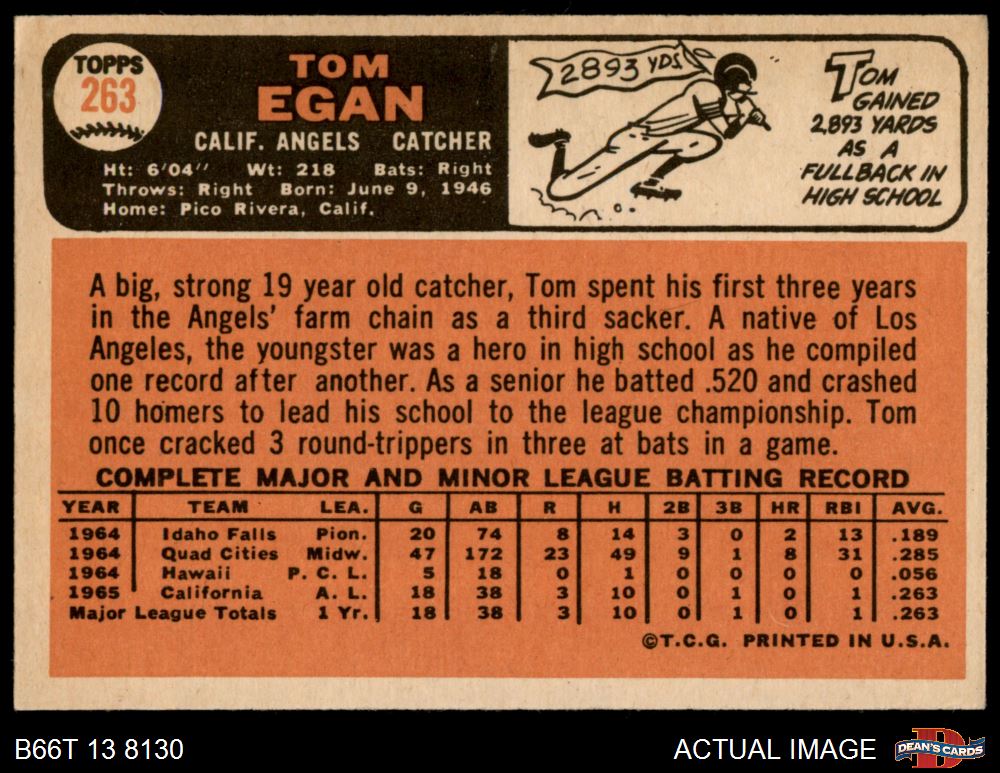 TOPPS
263
TOM
EGAN
CALIF. ANGELS CATCHER
Ht: 6'04" Wt: 218 Bats: Right
Throws: Right Born: June 9, 1946
Home: Pico Rivera, Calif.
2893 YDS.
TOM
GAINED
2,893 YARDS
AS A
FULLBACK IN
HIGH SCHOOL
A big, strong 19 year old catcher, Tom spent his first three years
in the Angels' farm chain as a third sacker. A native of Los
Angeles, the youngster was a hero in high school as he compiled
one record after another. As a senior he batted .520 and crashed
10 homers to lead his school to the league championship. Tom
once cracked 3 round-trippers in three at bats in a game.
COMPLETE MAJOR AND MINOR LEAGUE BATTING RECORD
YEAR TEAM LEA. G AB R H 2B 3B HR RBI AVG.
1964 Idaho Falls Pion. 20 74 8 14 3 0 2 13 .189
1964 Quad Cities Midw. 47 172 23 49 9 1 8 31 .285
1964 Hawaii P. C. L. 5 18 0 1 0 0 0 0 .056
1965 California A. L. 18 38 3 10 0 1 0 1 .263
Major League Totals 1 Yr. 18 38 3 10 0 1 0 1 .263
©T.C.G. PRINTED IN U.S.A.
B66T 13 8130
ACTUAL IMAGE
D
DEAN'S CARDS